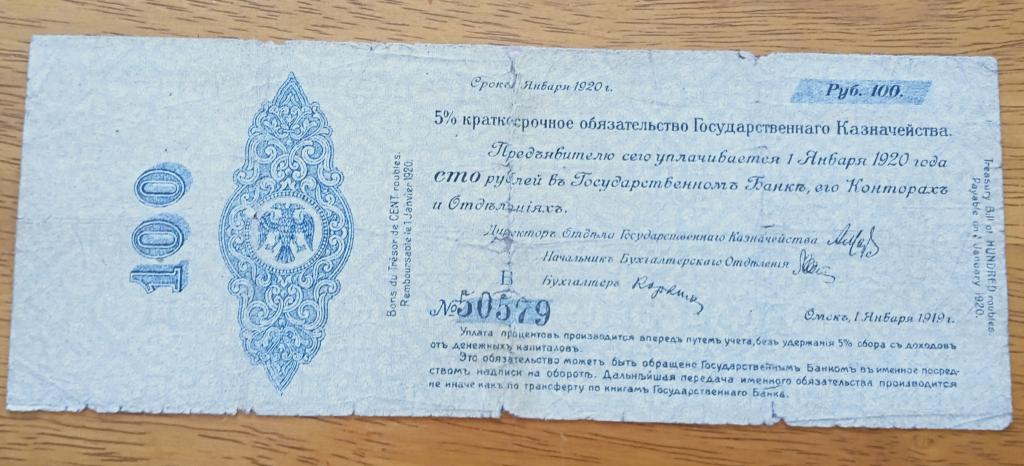 100
Bons du Trésor de CENT roubles.
Remboursable le 1 Janvier 1920.
Срокъ 1 Января 1920 г.
Руб. 100.
5% краткосрочное обязательство Государственнаго Казначейства.
Предъявителю сего уплачивается 1 Января 1920 года
сто рублей въ Государственномъ Банкѣ, его Конторахъ
и Отдѣленіяхъ.
Директоръ Отдѣла Государственнаго Казначейства
Начальникъ Бухгалтерскаго Отдѣленія
В
Бухгалтеръ
№ 50579
Омскъ, 1 Января 1919 г.
Уплата процентовъ производится впередъ путемъ учета, безъ удержанія 5% сбора съ доходовъ
отъ денежныхъ капиталовъ.
Это обязательство можетъ быть обращено Государственнымъ Банкомъ въ именное посред-
ствомъ надписи на оборотѣ. Дальнѣйшая передача именного обязательства производится
не иначе какъ по трансферту по книгамъ Государственнаго Банка.
Treasury Bill of HUNDRED roubles.
Payable on 1 January 1920.